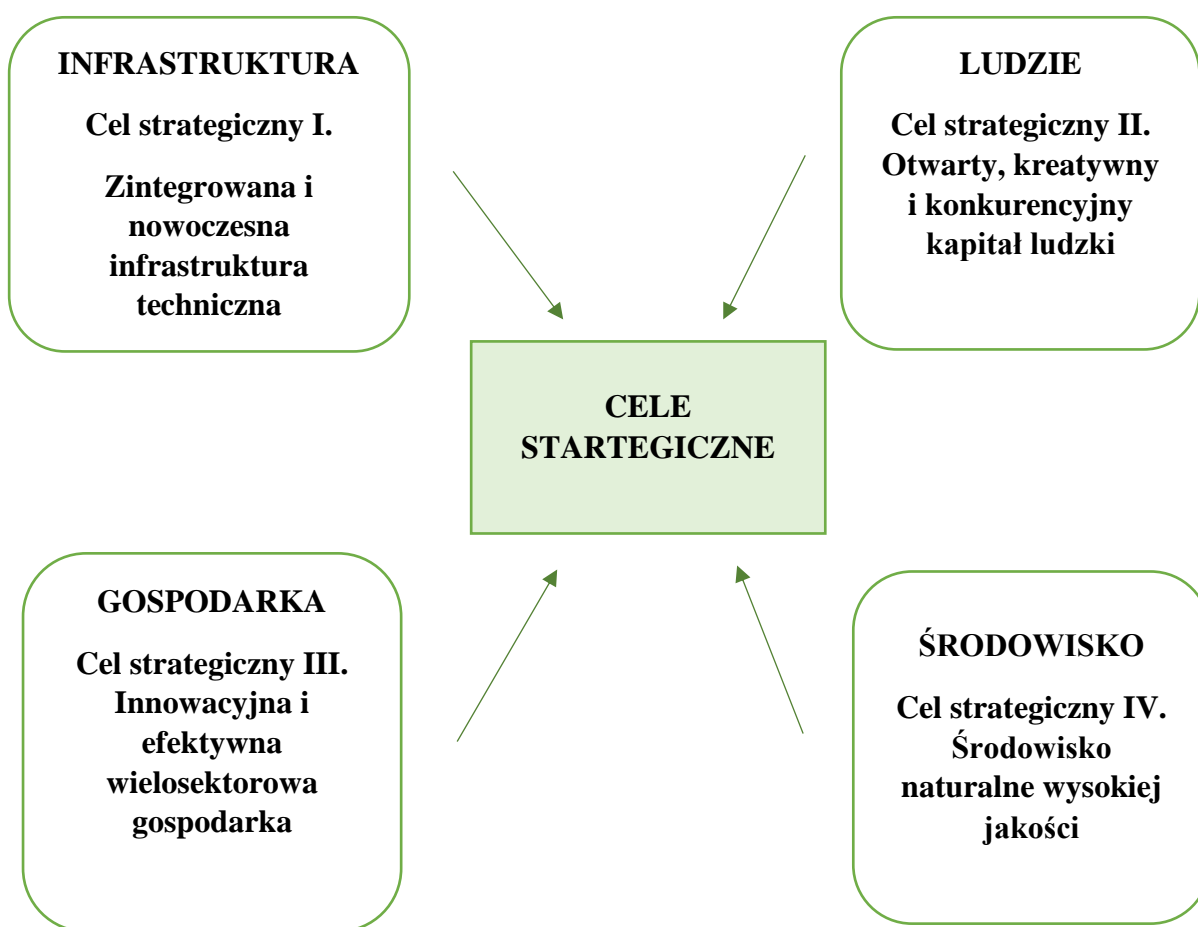 INFRASTRUKTURA
Cel strategiczny I.
Zintegrowana i
nowoczesna
infrastruktura
techniczna
LUDZIE
Cel strategiczny II.
Otwarty, kreatywny
i konkurencyjny
kapitał ludzki
CELE
STARTEGICZNE
GOSPODARKA
Cel strategiczny III.
Innowacyjna i
efektywna
wielosektorowa
gospodarka
ŚRODOWISKO
Cel strategiczny IV.
Środowisko
naturalne wysokiej
jakości